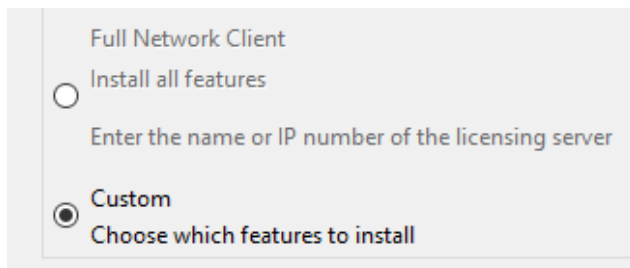 Full Network Client
Install all features
Enter the name or IP number of the licensing server
Custom
Choose which features to install